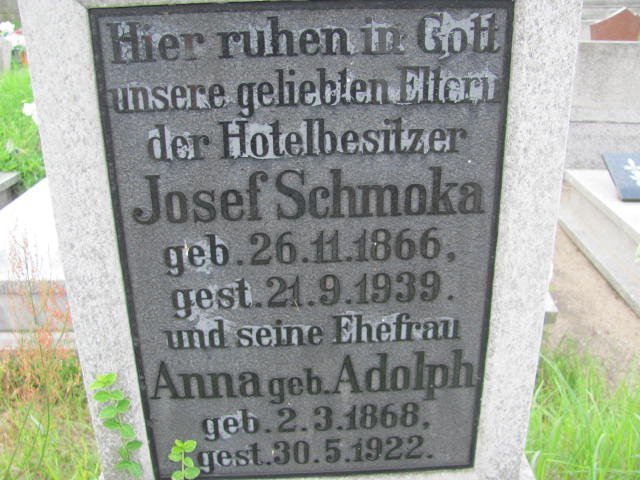 Hier ruhen in Gott
unsere geliebten Eltern
der Hotelbesitzer
Josef Schmoka
geb. 26.11.1866,
gest. 21.9.1939.
und seine Ehefrau
Anna geb. Adolph
geb. 2.3.1868,
gest. 30.5.1922.